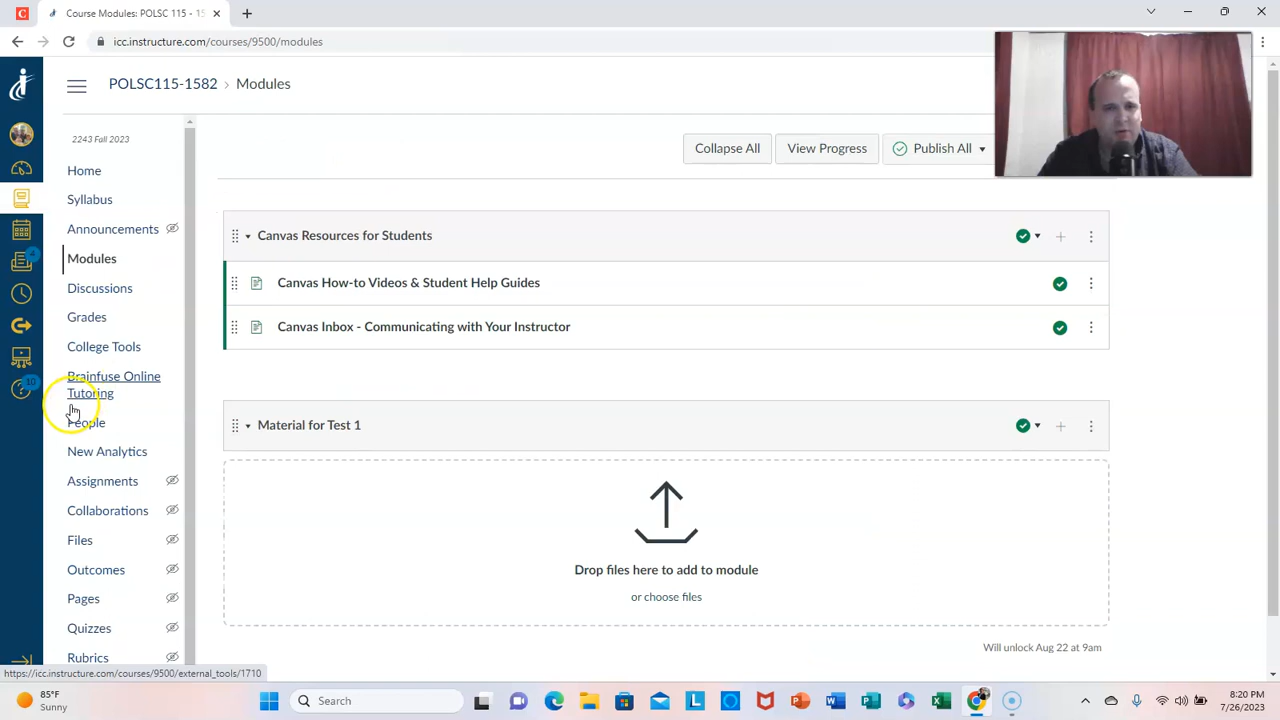 Course Modules: POLSC 115 - 15
icc.instructure.com/courses/9500/modules
POLSC115-1582 › Modules
2243 Fall 2023
Home
Syllabus
Announcements
Modules
Discussions
Grades
College Tools
Brainfuse Online
Tutoring
People
New Analytics
Assignments
Collaborations
Files
Outcomes
Pages
Quizzes
Rubrics
4
10
Collapse All
View Progress
Publish All
Canvas Resources for Students
Canvas How-to Videos & Student Help Guides
Canvas Inbox - Communicating with Your Instructor
Material for Test 1
Drop files here to add to module
or choose files
Will unlock Aug 22 at 9am
https://icc.instructure.com/courses/9500/external_tools/1710
85°F
Sunny
Search
8:20 PM
7/26/2023